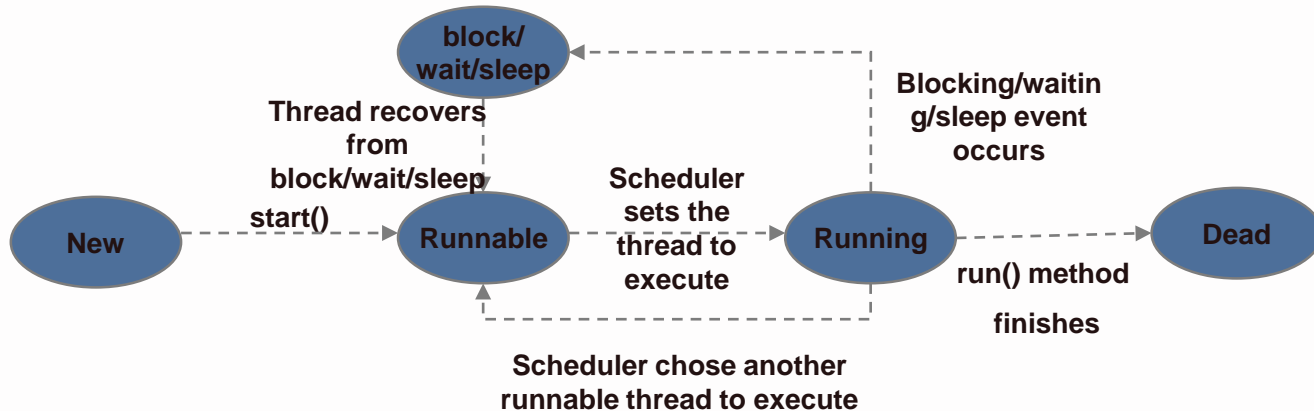 block/
wait/sleep
Thread recovers
from
block/wait/sleep
Blocking/waitin
g/sleep event
occurs
New
start()
Runnable
Scheduler
sets the
thread to
execute
Running
run() method
finishes
Dead
Scheduler chose another
runnable thread to execute